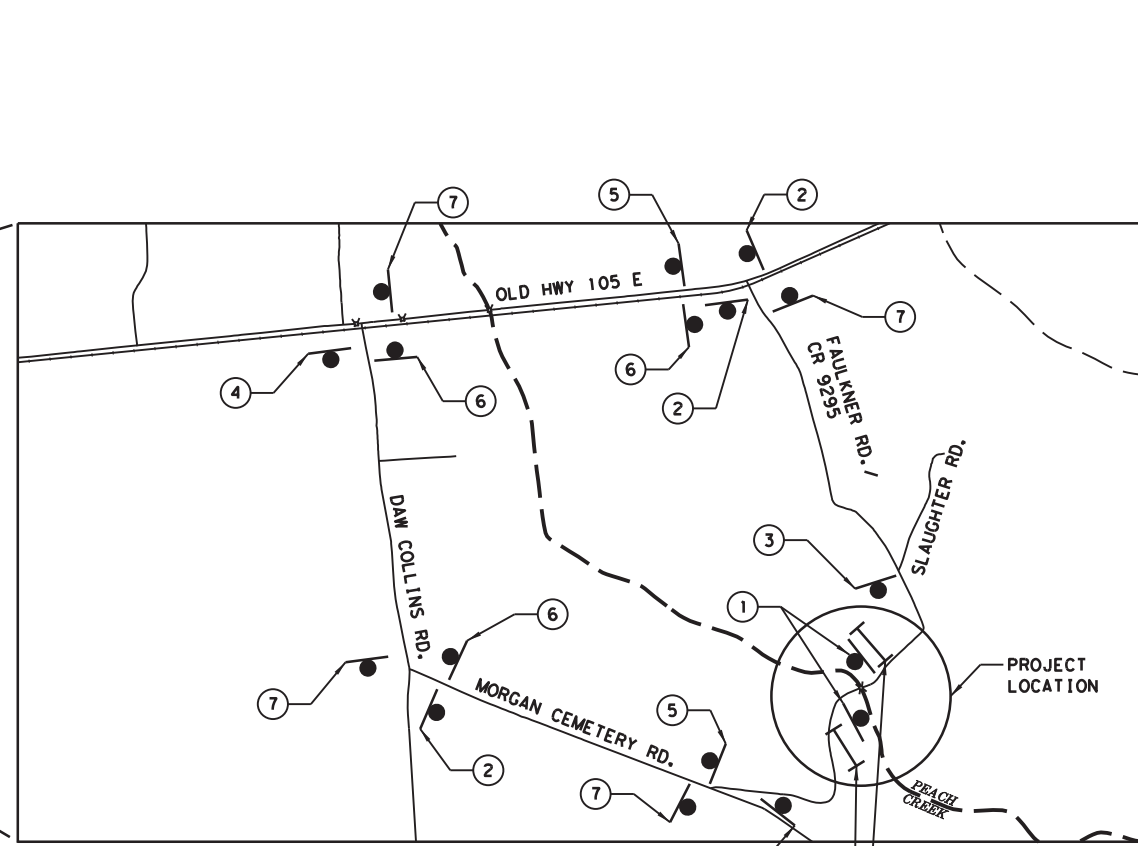 7
5
2
OLD HWY 105 E
7
6
4
6
2
FAULKNER RD. /
CR 9295
SLAUGHTER RD.
DAW COLLINS RD.
3
1
6
PROJECT
LOCATION
7
MORGAN CEMETERY RD.
5
2
7
PEACH
CREEK